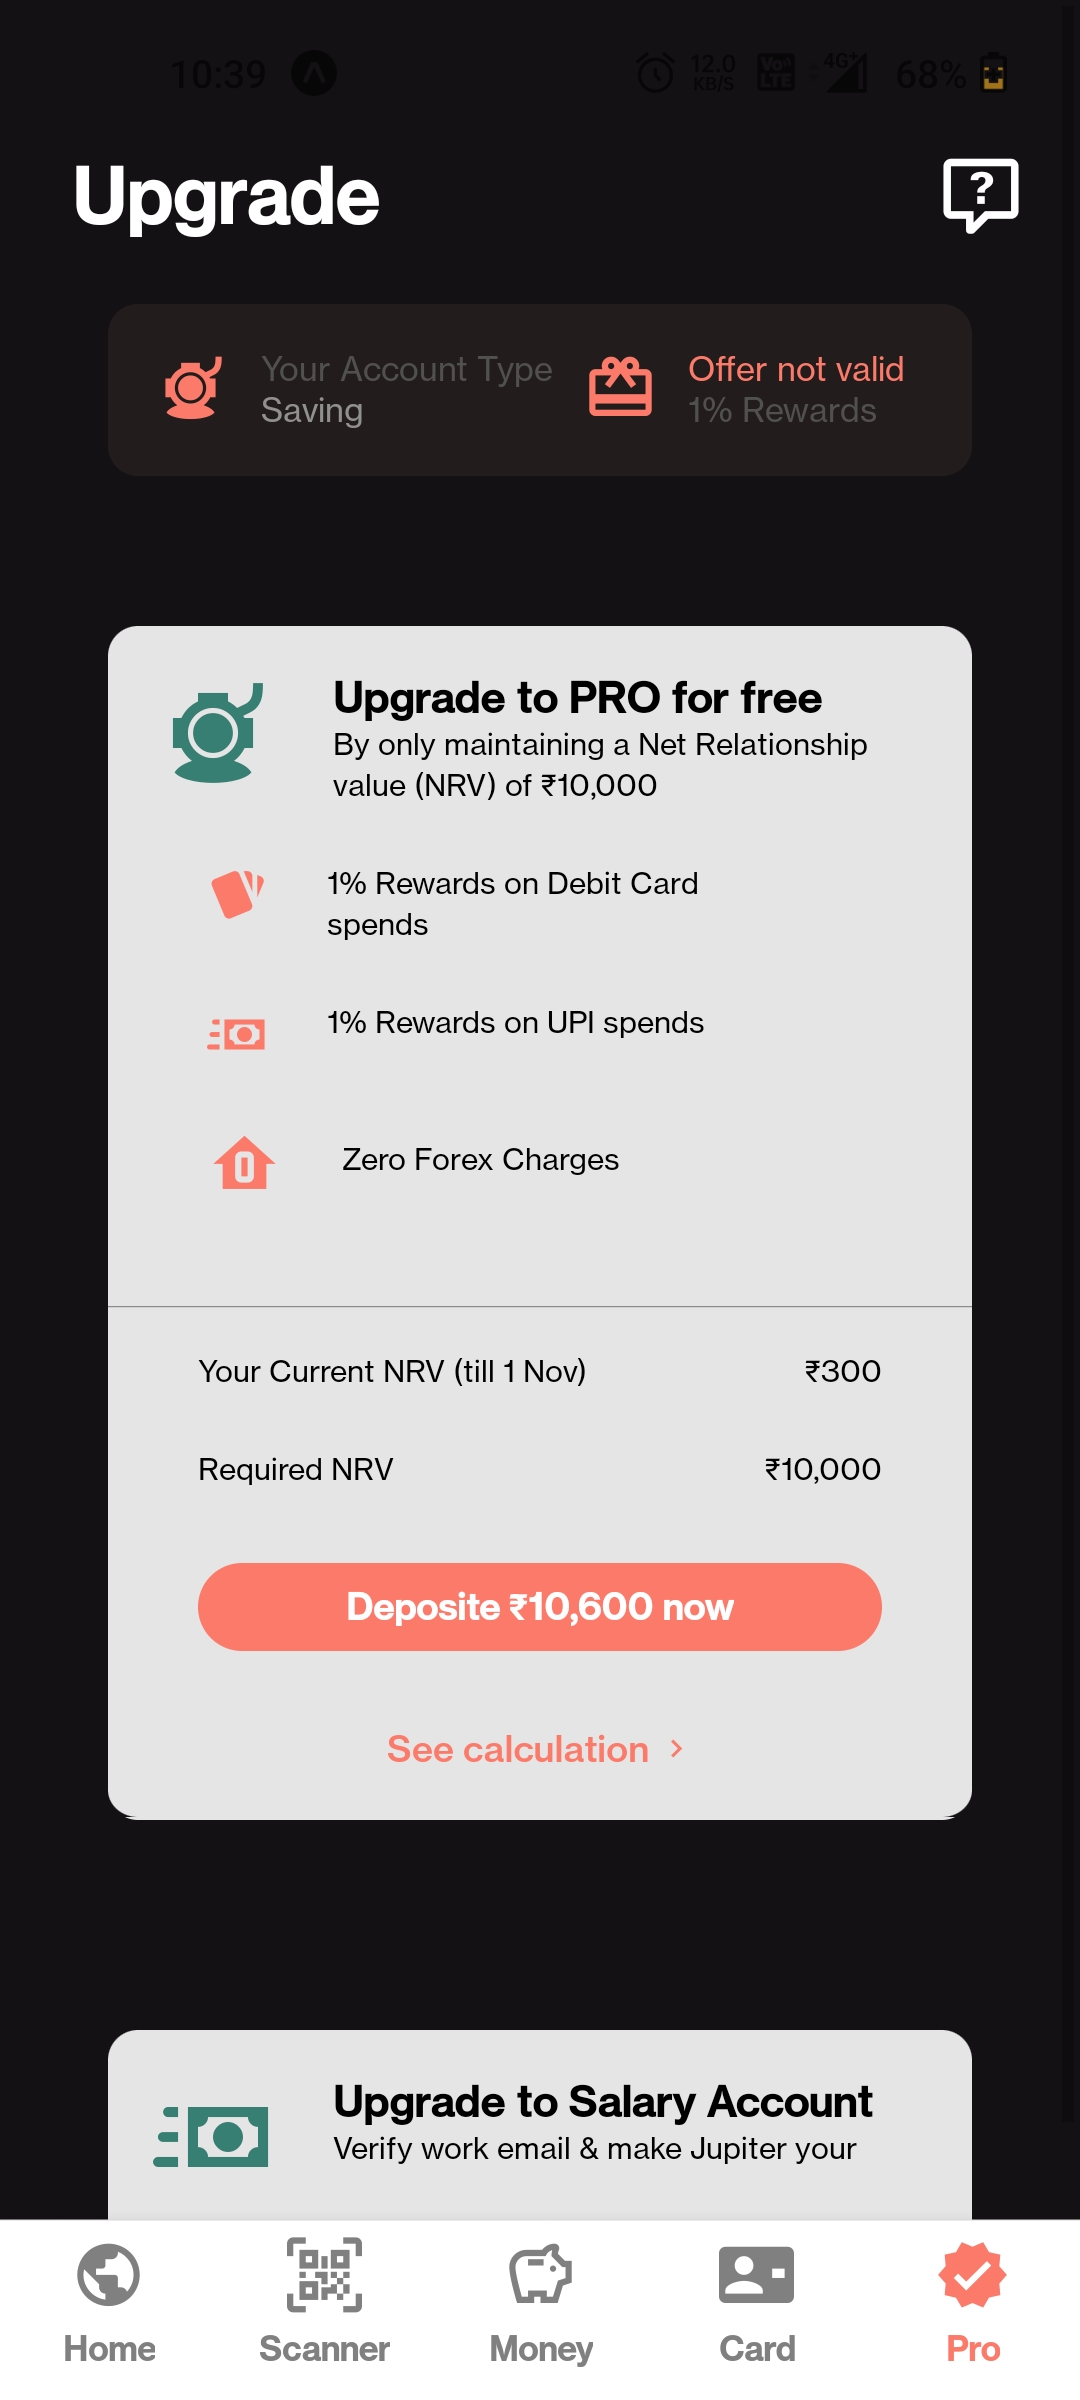 10:39
12.0
KB/S
Vo
LTE
4G+
68%
Upgrade
?
Your Account Type
Saving
Offer not valid
1% Rewards
Upgrade to PRO for free
By only maintaining a Net Relationship
value (NRV) of ₹10,000
1% Rewards on Debit Card
spends
1% Rewards on UPI spends
0
Zero Forex Charges
Your Current NRV (till 1 Nov)
₹300
Required NRV
₹10,000
Deposite ₹10,600 now
See calculation
Upgrade to Salary Account
Verify work email & make Jupiter your
Home
Scanner
Money
Card
Pro